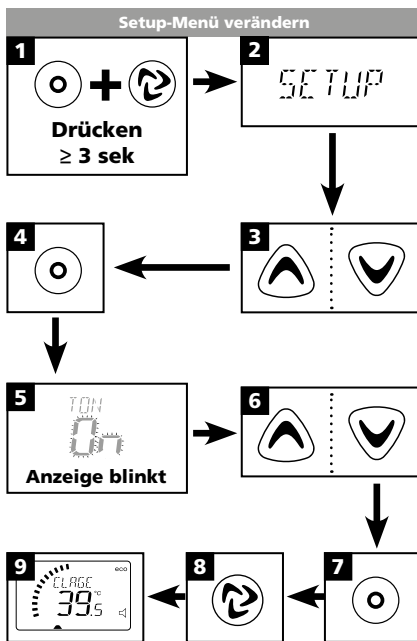 Setup-Menü verändern
1
Drücken
≥ 3 sek
2
SETUP
3
4
5
TON
On
Anzeige blinkt
6
7
8
9
eco
CLAGE
39.5 °C